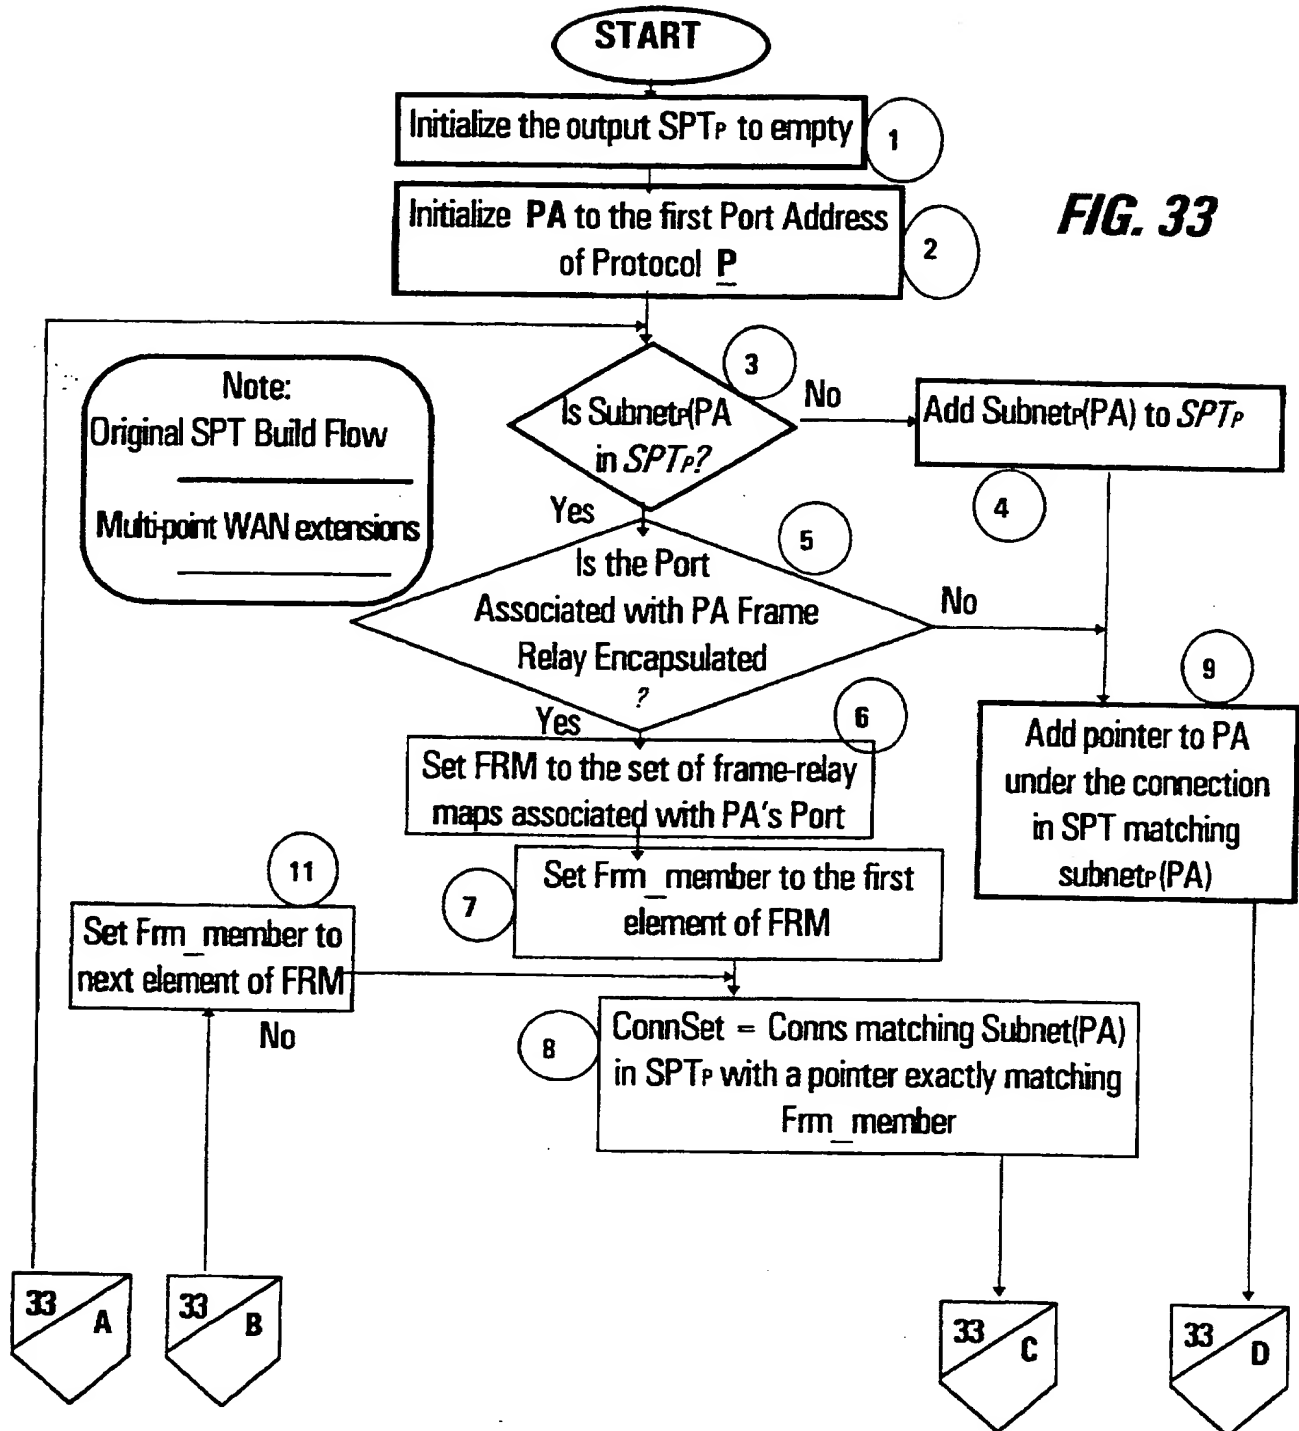 START
Initialize the output SPTP to empty
1
Initialize PA to the first Port Address
of Protocol P
2
FIG. 33
3
Is SubnetP(PA
in SPTP?
No
Add SubnetP(PA) to SPTP
4
Note:
Original SPT Build Flow
Multi-point WAN extensions
Yes
5
Is the Port
Associated with PA Frame
Relay Encapsulated
?
No
Yes
6
Set FRM to the set of frame-relay
maps associated with PA's Port
9
Add pointer to PA
under the connection
in SPT matching
subnetP(PA)
7
Set Frm_member to the first
element of FRM
11
Set Frm_member to
next element of FRM
No
8
ConnSet = Conns matching Subnet(PA)
in SPTP with a pointer exactly matching
Frm_member
33
A
33
B
33
C
33
D